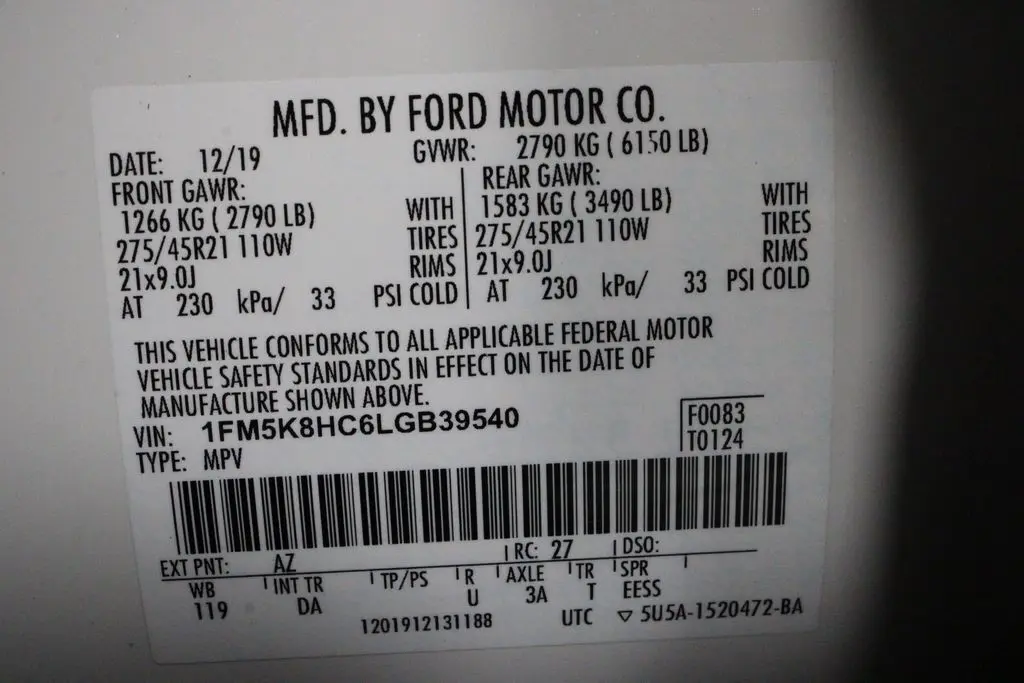 MFD. BY FORD MOTOR CO.
DATE: 12/19 GVWR: 2790 KG ( 6150 LB)
FRONT GAWR: REAR GAWR:
1266 KG ( 2790 LB) WITH 1583 KG ( 3490 LB) WITH
275/45R21 110W TIRES 275/45R21 110W TIRES
21x9.0J RIMS 21x9.0J RIMS
AT 230 kPa/ 33 PSI COLD AT 230 kPa/ 33 PSI COLD
THIS VEHICLE CONFORMS TO ALL APPLICABLE FEDERAL MOTOR
VEHICLE SAFETY STANDARDS IN EFFECT ON THE DATE OF
MANUFACTURE SHOWN ABOVE.
VIN: 1FM5K8HC6LGB39540 F0083
TYPE: MPV T0124
EXT PNT: AZ RC: 27 DSO:
WB INT TR TP/PS R AXLE TR SPR
119 DA U 3A T EESS
1201912131188 UTC ▽ 5U5A-1520472-BA